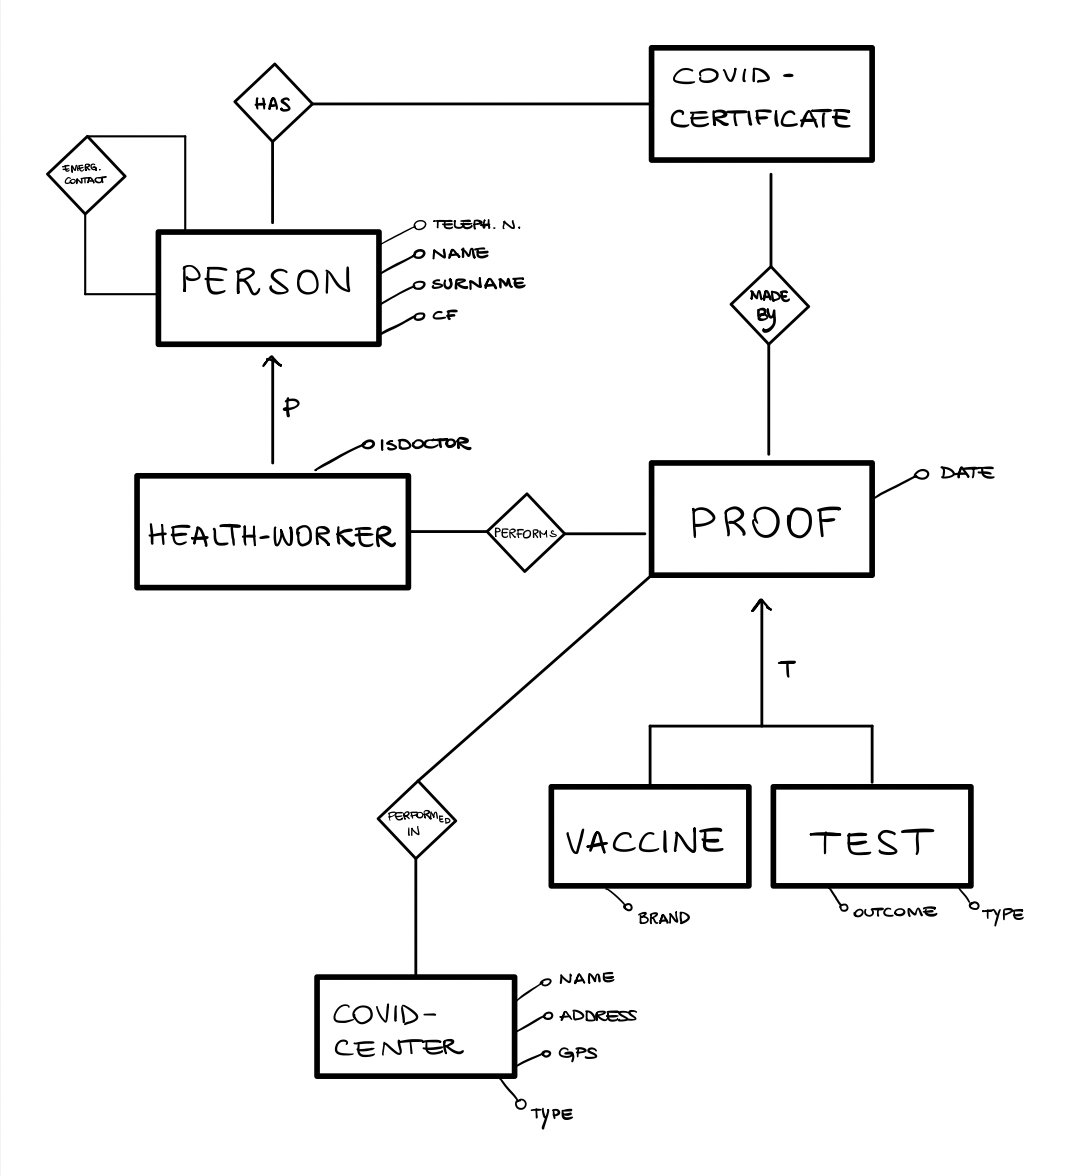 COVID -
CERTIFICATE
HAS
EMERG.
CONTACT
TELEPH. N.
NAME
SURNAME
CF
PERSON
MADE
BY
P
ISDOCTOR
HEALTH-WORKER
PERFORMS
PROOF
DATE
T
PERFORMED
IN
VACCINE
TEST
BRAND
OUTCOME
TYPE
COVID-
CENTER
NAME
ADDRESS
GPS
TYPE